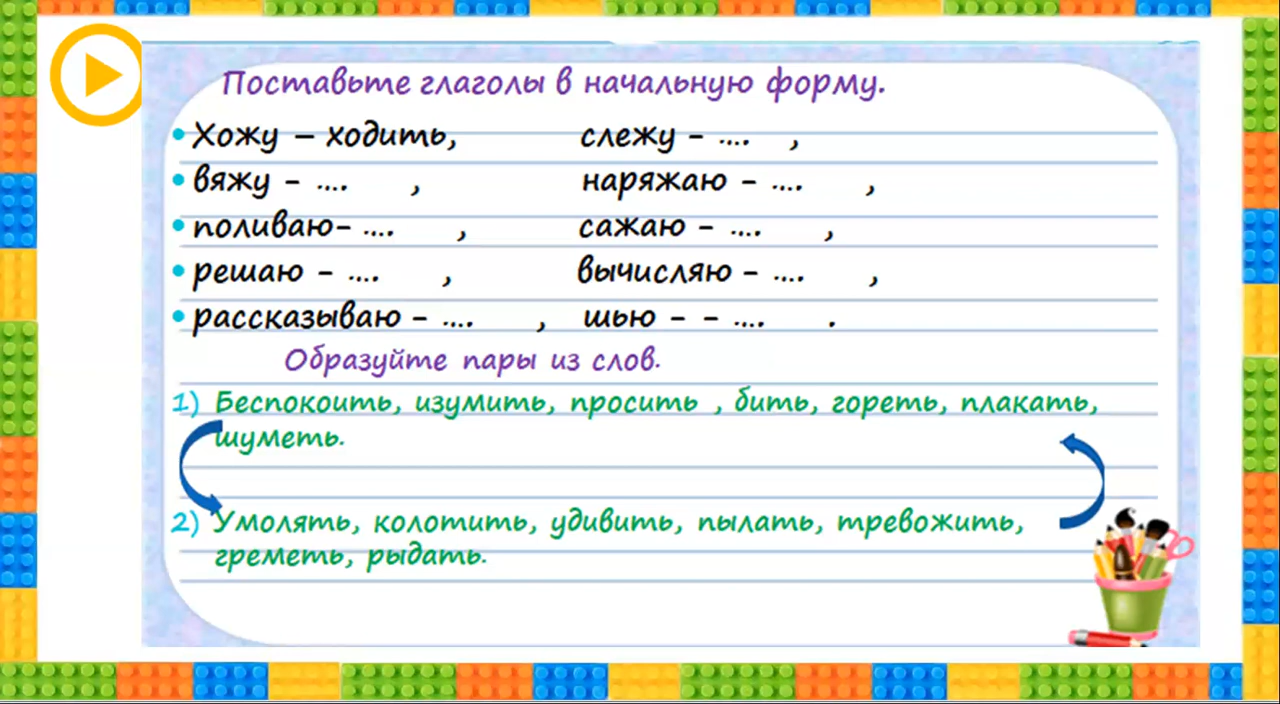 Поставьте глаголы в начальную форму.
• Хожу – ходить, слежу - .... ,
• вяжу - .... , наряжаю - .... ,
• поливаю- .... , сажаю - .... ,
• решаю - .... , вычисляю - .... ,
• рассказываю - .... , шью - - .... .
Образуйте пары из слов.
1) Беспокоить, изумить, просить , бить, гореть, плакать,
шуметь.
2) Умолять, колотить, удивить, пылать, тревожить,
греметь, рыдать.